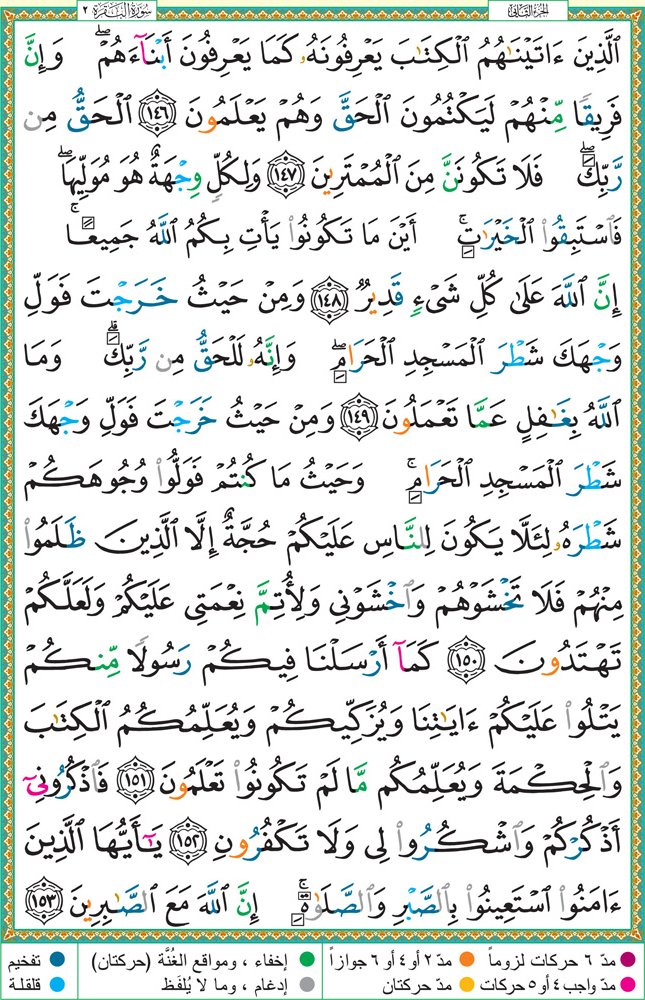 سورة البقرة ٢
الجزء الثاني
ٱلَّذِينَ ءَاتَيْنَٰهُمُ ٱلْكِتَٰبَ يَعْرِفُونَهُۥ كَمَا يَعْرِفُونَ أَبْنَآءَهُمْ ۖ وَإِنَّ
فَرِيقًا مِّنْهُمْ لَيَكْتُمُونَ ٱلْحَقَّ وَهُمْ يَعْلَمُونَ ١٤٦ ٱلْحَقُّ مِن
رَّبِّكَ ۖ فَلَا تَكُونَنَّ مِنَ ٱلْمُمْتَرِينَ ١٤٧ وَلِكُلٍّ وِجْهَةٌ هُوَ مُوَلِّيهَا ۖ
فَٱسْتَبِقُوا۟ ٱلْخَيْرَٰتِ ۚ أَيْنَ مَا تَكُونُوا۟ يَأْتِ بِكُمُ ٱللَّهُ جَمِيعًا ۚ
إِنَّ ٱللَّهَ عَلَىٰ كُلِّ شَىْءٍ قَدِيرٌ ١٤٨ وَمِنْ حَيْثُ خَرَجْتَ فَوَلِّ
وَجْهَكَ شَطْرَ ٱلْمَسْجِدِ ٱلْحَرَامِ ۖ وَإِنَّهُۥ لَلْحَقُّ مِن رَّبِّكَ ۗ وَمَا
ٱللَّهُ بِغَٰفِلٍ عَمَّا تَعْمَلُونَ ١٤٩ وَمِنْ حَيْثُ خَرَجْتَ فَوَلِّ وَجْهَكَ
شَطْرَ ٱلْمَسْجِدِ ٱلْحَرَامِ ۚ وَحَيْثُ مَا كُنتُمْ فَوَلُّوا۟ وُجُوهَكُمْ
شَطْرَهُۥ لِئَلَّا يَكُونَ لِلنَّاسِ عَلَيْكُمْ حُجَّةٌ إِلَّا ٱلَّذِينَ ظَلَمُوا۟
مِنْهُمْ فَلَا تَخْشَوْهُمْ وَٱخْشَوْنِى وَلِأُتِمَّ نِعْمَتِى عَلَيْكُمْ وَلَعَلَّكُمْ
تَهْتَدُونَ ١٥٠ كَمَآ أَرْسَلْنَا فِيكُمْ رَسُولًا مِّنكُمْ
يَتْلُوا۟ عَلَيْكُمْ ءَايَٰتِنَا وَيُزَكِّيكُمْ وَيُعَلِّمُكُمُ ٱلْكِتَٰبَ
وَٱلْحِكْمَةَ وَيُعَلِّمُكُم مَّا لَمْ تَكُونُوا۟ تَعْلَمُونَ ١٥١ فَٱذْكُرُونِىٓ
أَذْكُرْكُمْ وَٱشْكُرُوا۟ لِى وَلَا تَكْفُرُونِ ١٥٢ يَٰٓأَيُّهَا ٱلَّذِينَ
ءَامَنُوا۟ ٱسْتَعِينُوا۟ بِٱلصَّبْرِ وَٱلصَّلَوٰةِ ۚ إِنَّ ٱللَّهَ مَعَ ٱلصَّٰبِرِينَ ١٥٣
مدّ ٦ حركات لزوماً مدّ ٢ أو ٤ أو ٦ جوازاً إخفاء ، ومواقع الغُنَّة (حركتان) تفخيم
مدّ واجب ٤ أو ٥ حركات مدّ حركتان إدغام ، وما لا يُلفَظ قلقلة